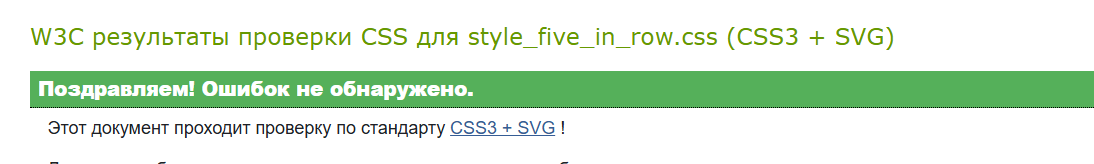 W3C результаты проверки CSS для style_five_in_row.css (CSS3 + SVG)
Поздравляем! Ошибок не обнаружено.
Этот документ проходит проверку по стандарту CSS3 + SVG !